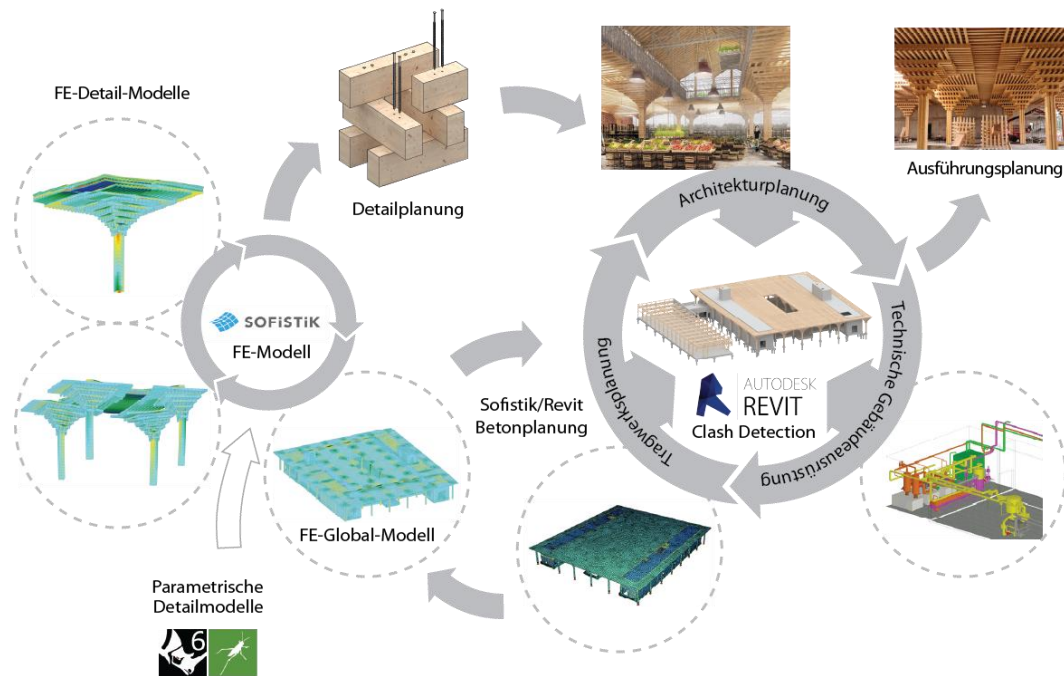 FE-Detail-Modelle
Detailplanung
Ausführungsplanung
Architekturplanung
SOFiSTiK
FE-Modell
Technische Gebäudeausrüstung
Tragwerksplanung
AUTODESK
REVIT
Clash Detection
Sofistik/Revit
Betonplanung
FE-Global-Modell
Parametrische
Detailmodelle
6